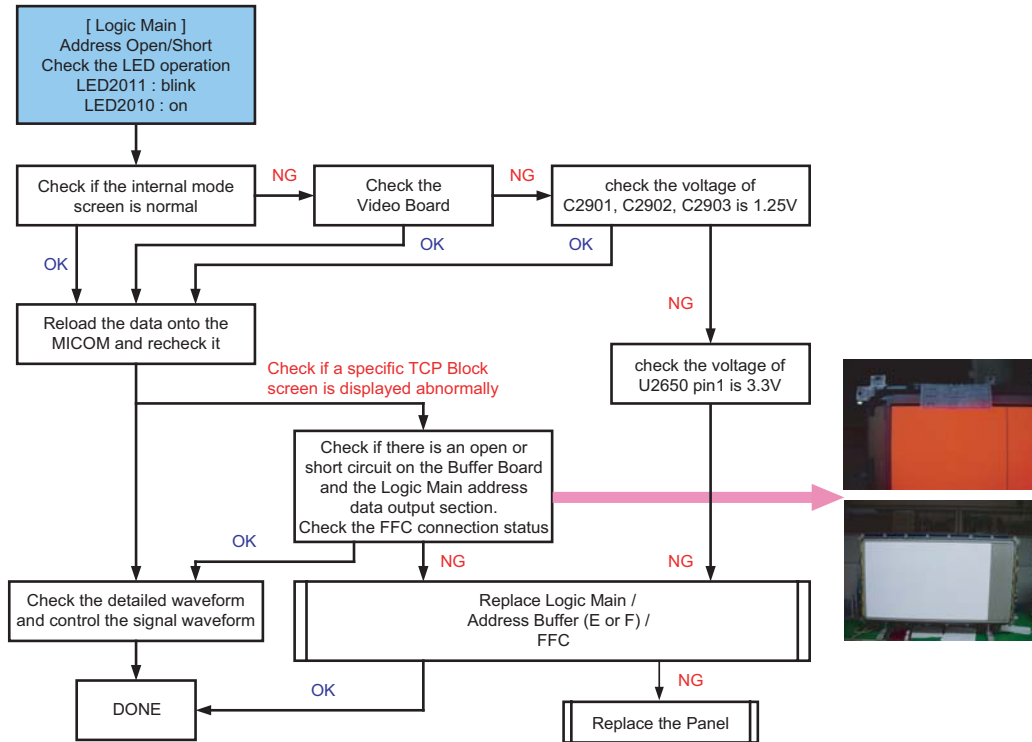 [ Logic Main ]
Address Open/Short
Check the LED operation
LED2011 : blink
LED2010 : on
Check if the internal mode
screen is normal
NG
Check the
Video Board
NG
check the voltage of
C2901, C2902, C2903 is 1.25V
OK
OK
OK
Reload the data onto the
MICOM and recheck it
NG
Check if a specific TCP Block
screen is displayed abnormally
check the voltage of
U2650 pin1 is 3.3V
Check if there is an open or
short circuit on the Buffer Board
and the Logic Main address
data output section.
Check the FFC connection status
OK
NG
NG
Check the detailed waveform
and control the signal waveform
Replace Logic Main /
Address Buffer (E or F) /
FFC
OK
NG
DONE
Replace the Panel